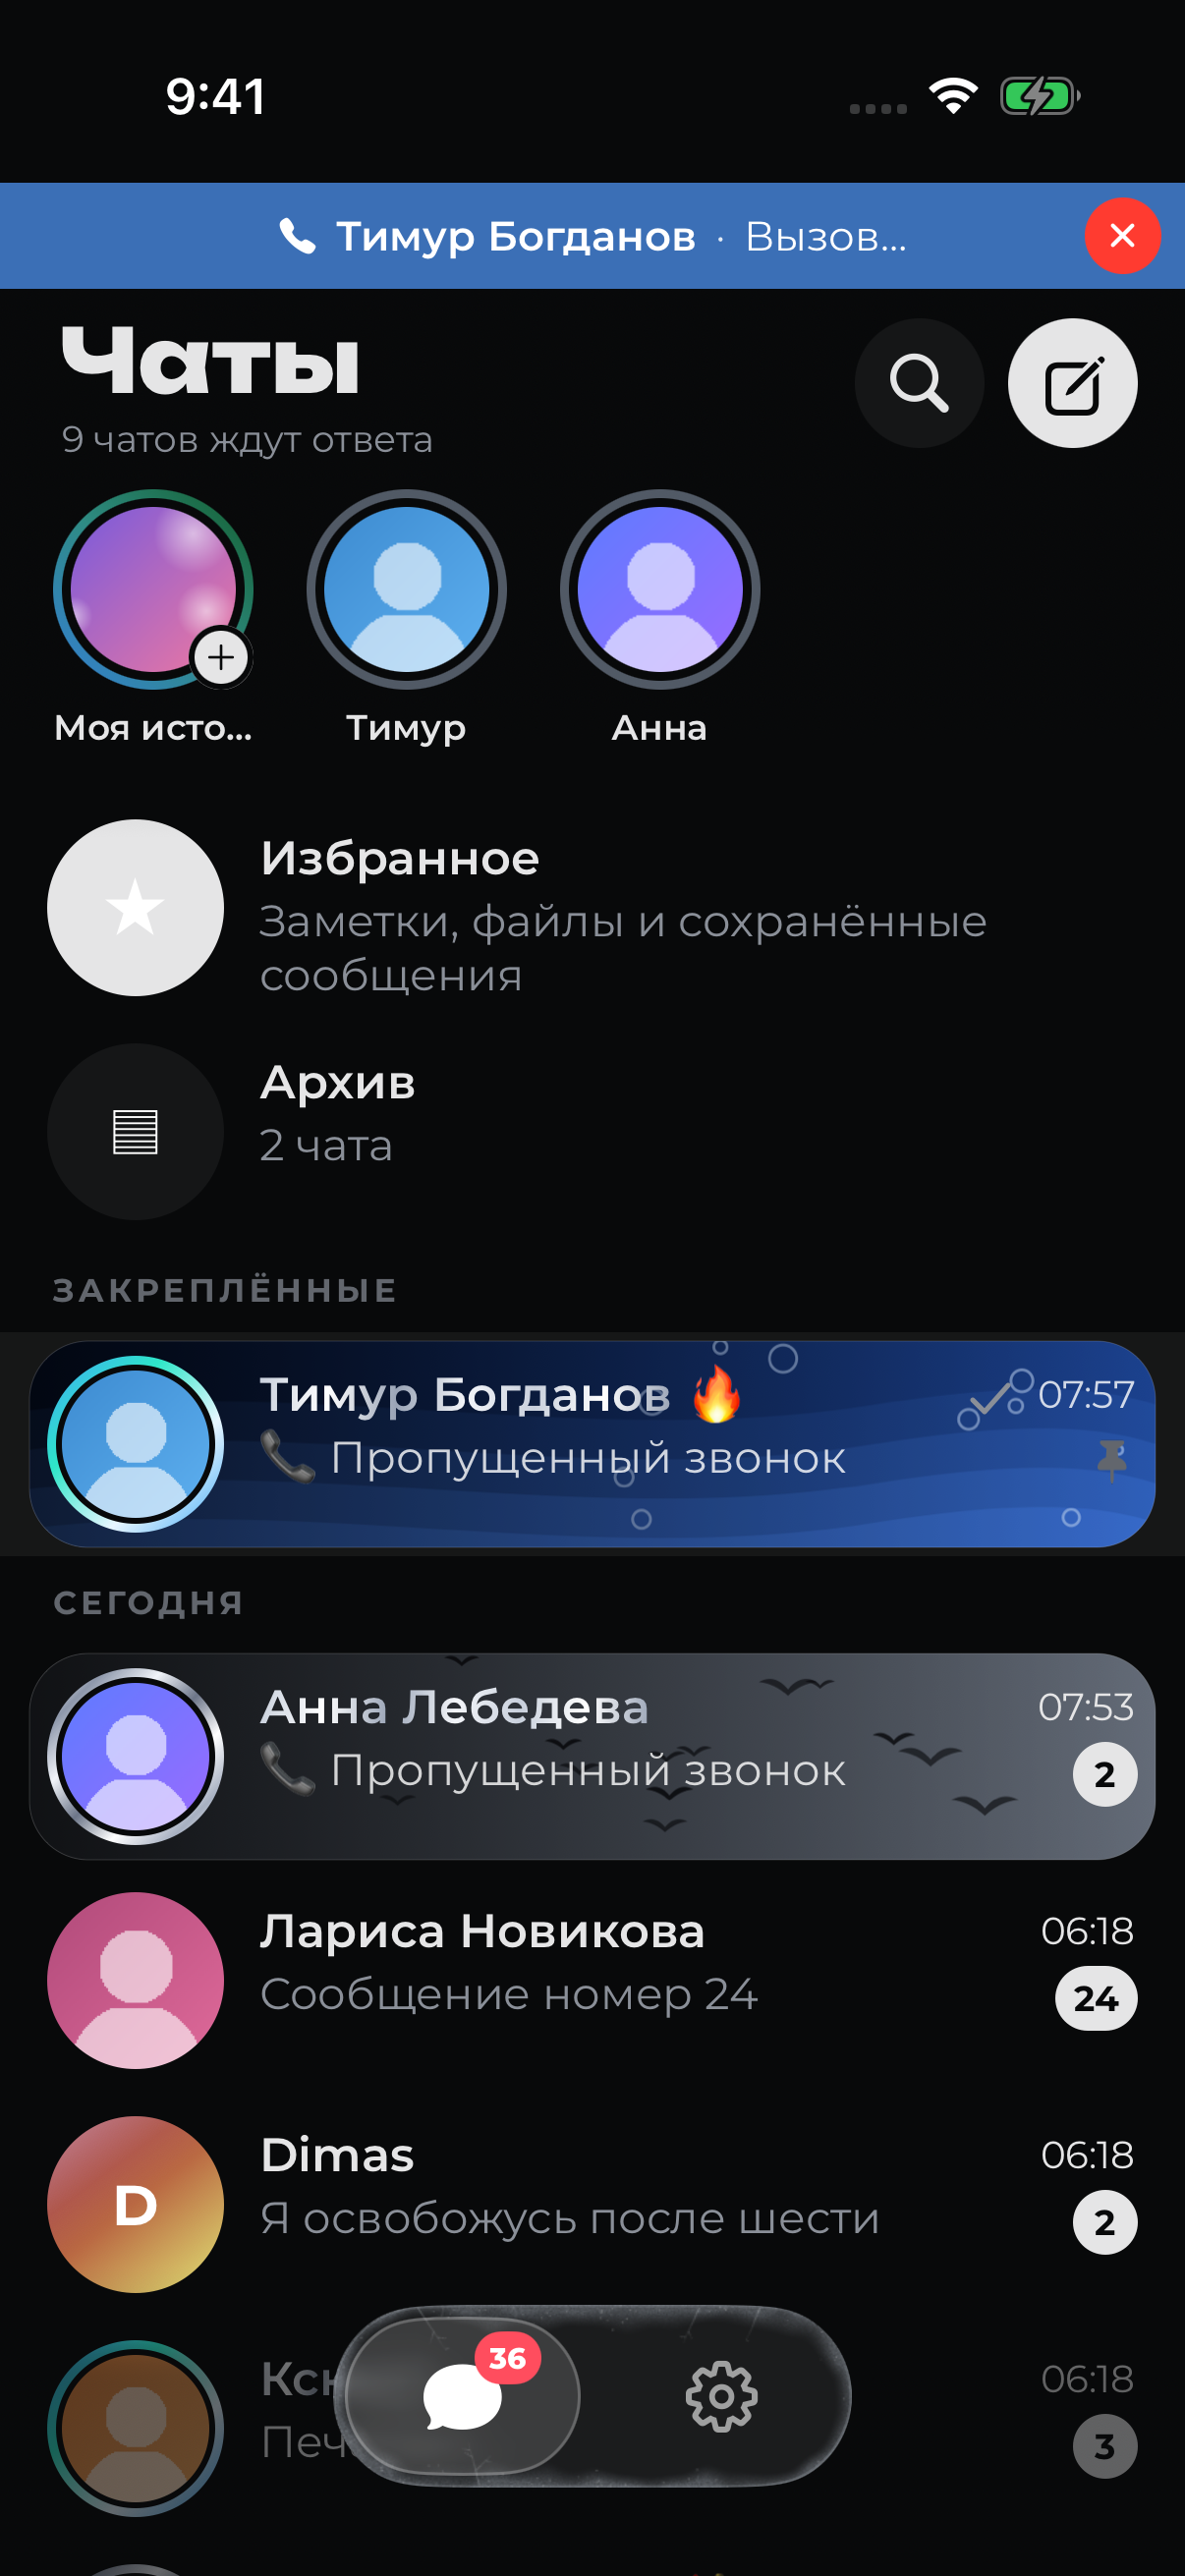 9:41
Тимур Богданов · Вызов...
Чаты
9 чатов ждут ответа
Моя исто...
Тимур
Анна
Избранное
Заметки, файлы и сохранённые
сообщения
Архив
2 чата
ЗАКРЕПЛЁННЫЕ
Тимур Богданов 🔥 07:57
📞 Пропущенный звонок
СЕГОДНЯ
Анна Лебедева 07:53
📞 Пропущенный звонок 2
Лариса Новикова 06:18
Сообщение номер 24 24
D
Dimas 06:18
Я освобожусь после шести 2
06:18
3
36